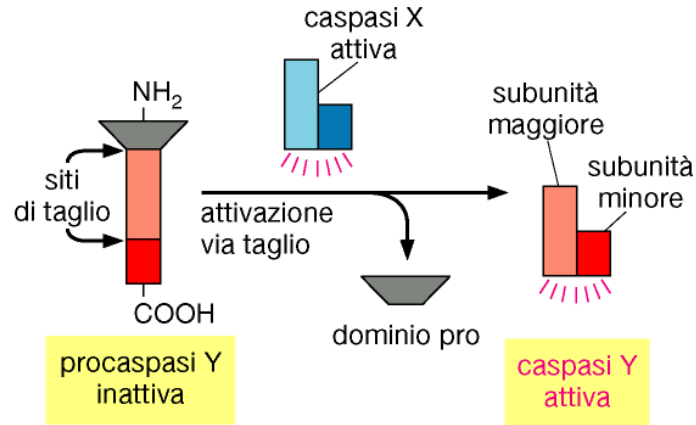 caspasi X
attiva
NH₂
subunità
maggiore
siti
di taglio
subunità
minore
attivazione
via taglio
COOH
dominio pro
procaspasi Y
inattiva
caspasi Y
attiva